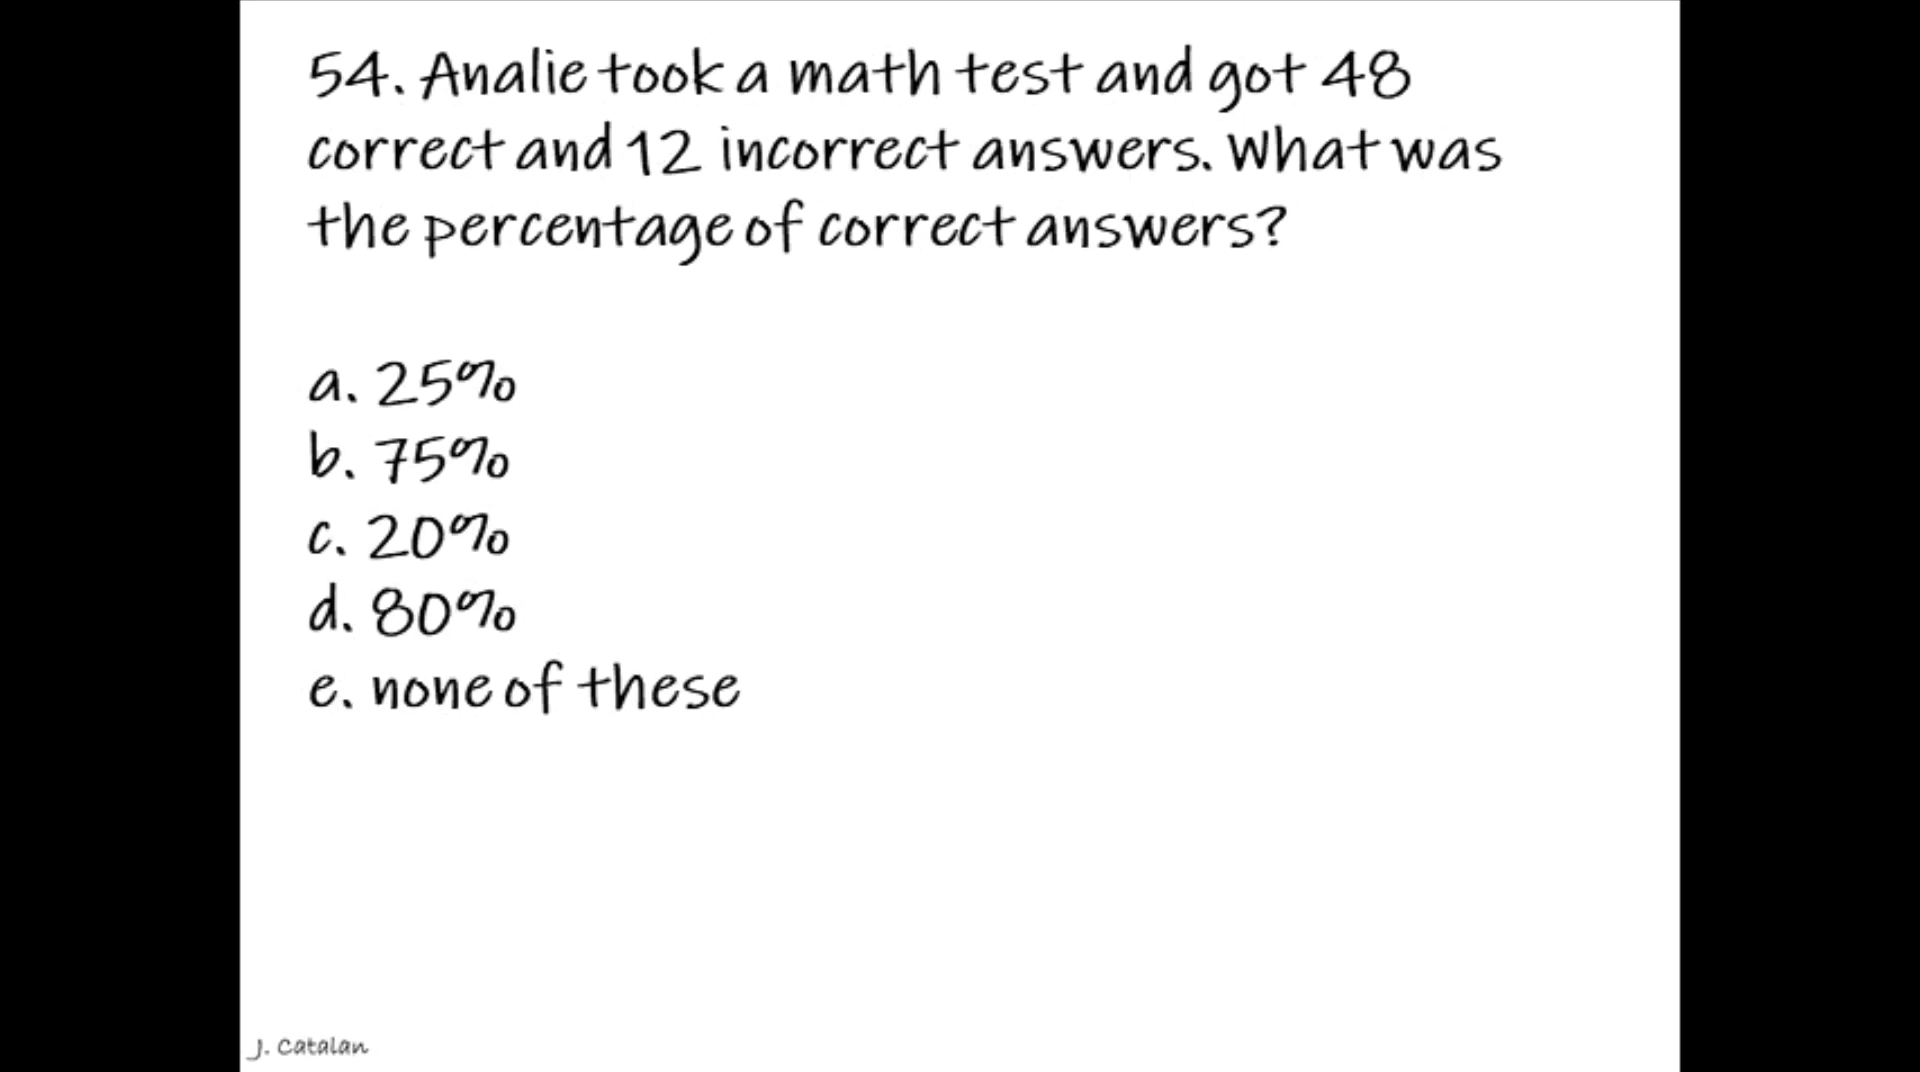 54. Analie took a math test and got 48
correct and 12 incorrect answers. What was
the percentage of correct answers?
a. 25%
b. 75%
c. 20%
d. 80%
e. none of these
J. Catalan